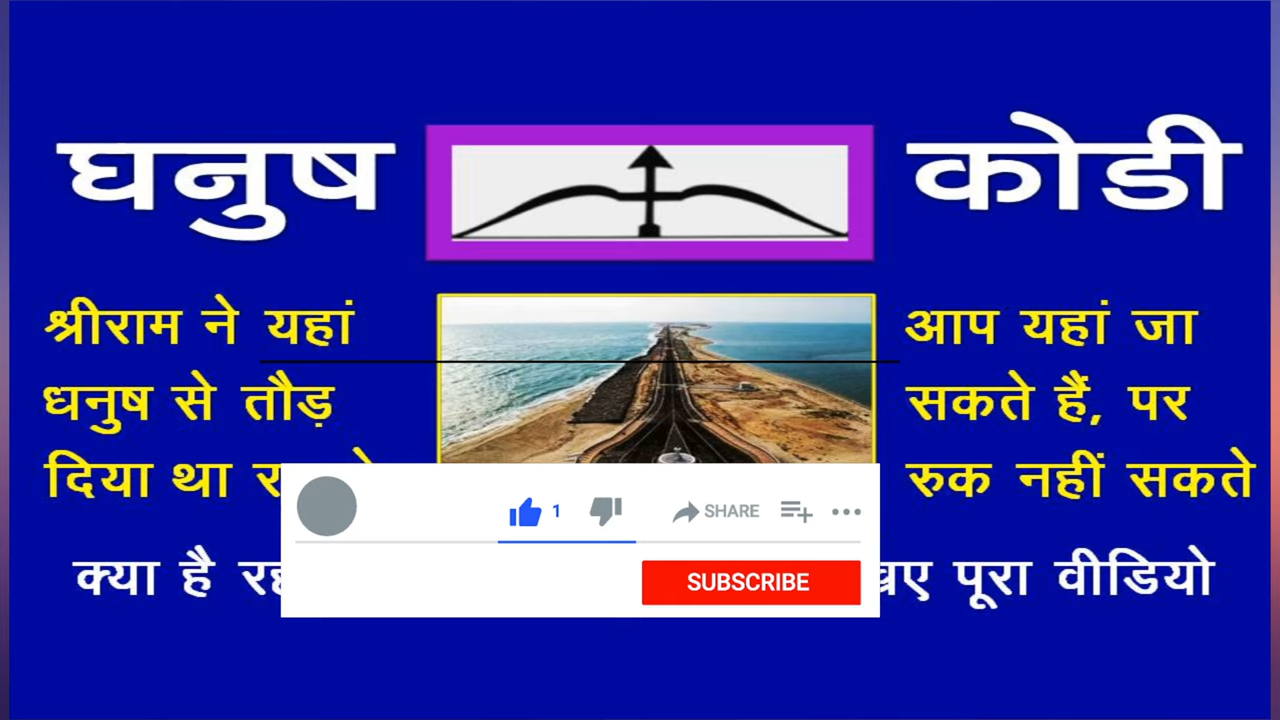 घनुष कोडी
श्रीराम ने यहां
धनुष से तौड़
दिया था
आप यहां जा
सकते हैं, पर
रुक नहीं सकते
1 SHARE
SUBSCRIBE
क्या है पूरा वीडियो